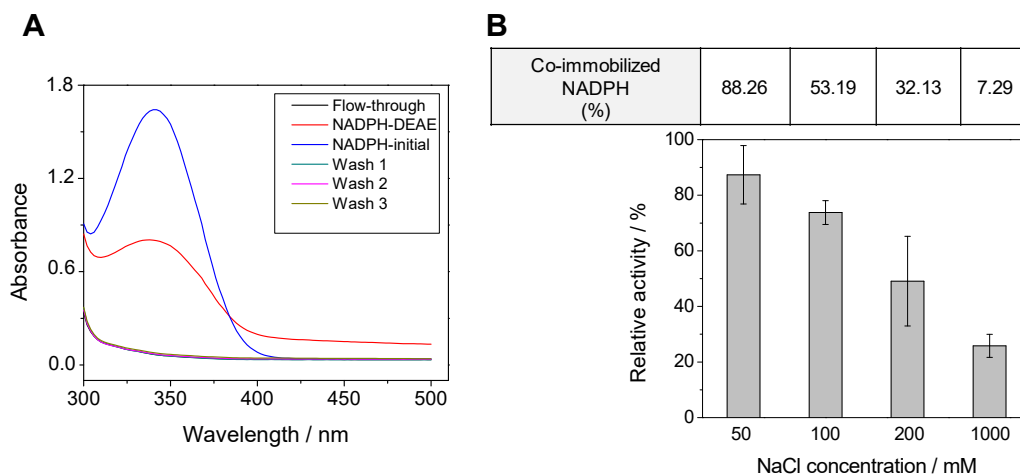 A
1.8
1.2
0.6
0.0
300
350
400
450
500
Absorbance
Wavelength / nm
Flow-through
NADPH-DEAE
NADPH-initial
Wash 1
Wash 2
Wash 3
B
Co-immobilized
NADPH
(%)
88.26
53.19
32.13
7.29
100
80
60
40
20
0
50
100
200
1000
Relative activity / %
NaCl concentration / mM